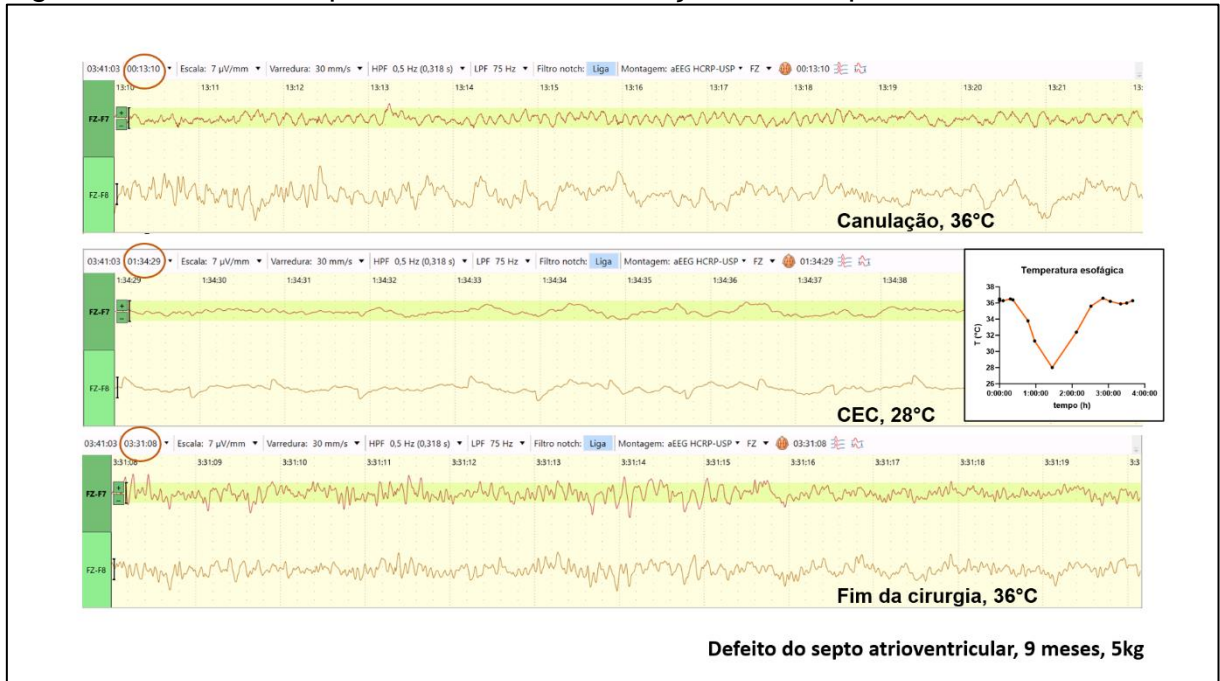 03:41:03 00:13:10 Escala: 7 µV/mm Varredura: 30 mm/s HPF 0,5 Hz (0,318 s) LPF 75 Hz Filtro notch: Liga Montagem: aEEG HCRP-USP FZ 00:13:10
13:10 13:11 13:12 13:13 13:14 13:15 13:16 13:17 13:18 13:19 13:20 13:21 13:
FZ-F7
+
−
FZ-F8
Canulação, 36°C
03:41:03 01:34:29 Escala: 7 µV/mm Varredura: 30 mm/s HPF 0,5 Hz (0,318 s) LPF 75 Hz Filtro notch: Liga Montagem: aEEG HCRP-USP FZ 01:34:29
1:34:29 1:34:30 1:34:31 1:34:32 1:34:33 1:34:34 1:34:35 1:34:36 1:34:37 1:34:38
FZ-F7
+
−
FZ-F8
CEC, 28°C
Temperatura esofágica
T (°C)
38
36
34
32
30
28
26
0:00:00 1:00:00 2:00:00 3:00:00 4:00:00
tempo (h)
03:41:03 03:31:08 Escala: 7 µV/mm Varredura: 30 mm/s HPF 0,5 Hz (0,318 s) LPF 75 Hz Filtro notch: Liga Montagem: aEEG HCRP-USP FZ 03:31:08
3:31:08 3:31:09 3:31:10 3:31:11 3:31:12 3:31:13 3:31:14 3:31:15 3:31:16 3:31:17 3:31:18 3:31:19 3:3
FZ-F7
+
−
FZ-F8
Fim da cirurgia, 36°C
Defeito do septo atrioventricular, 9 meses, 5kg